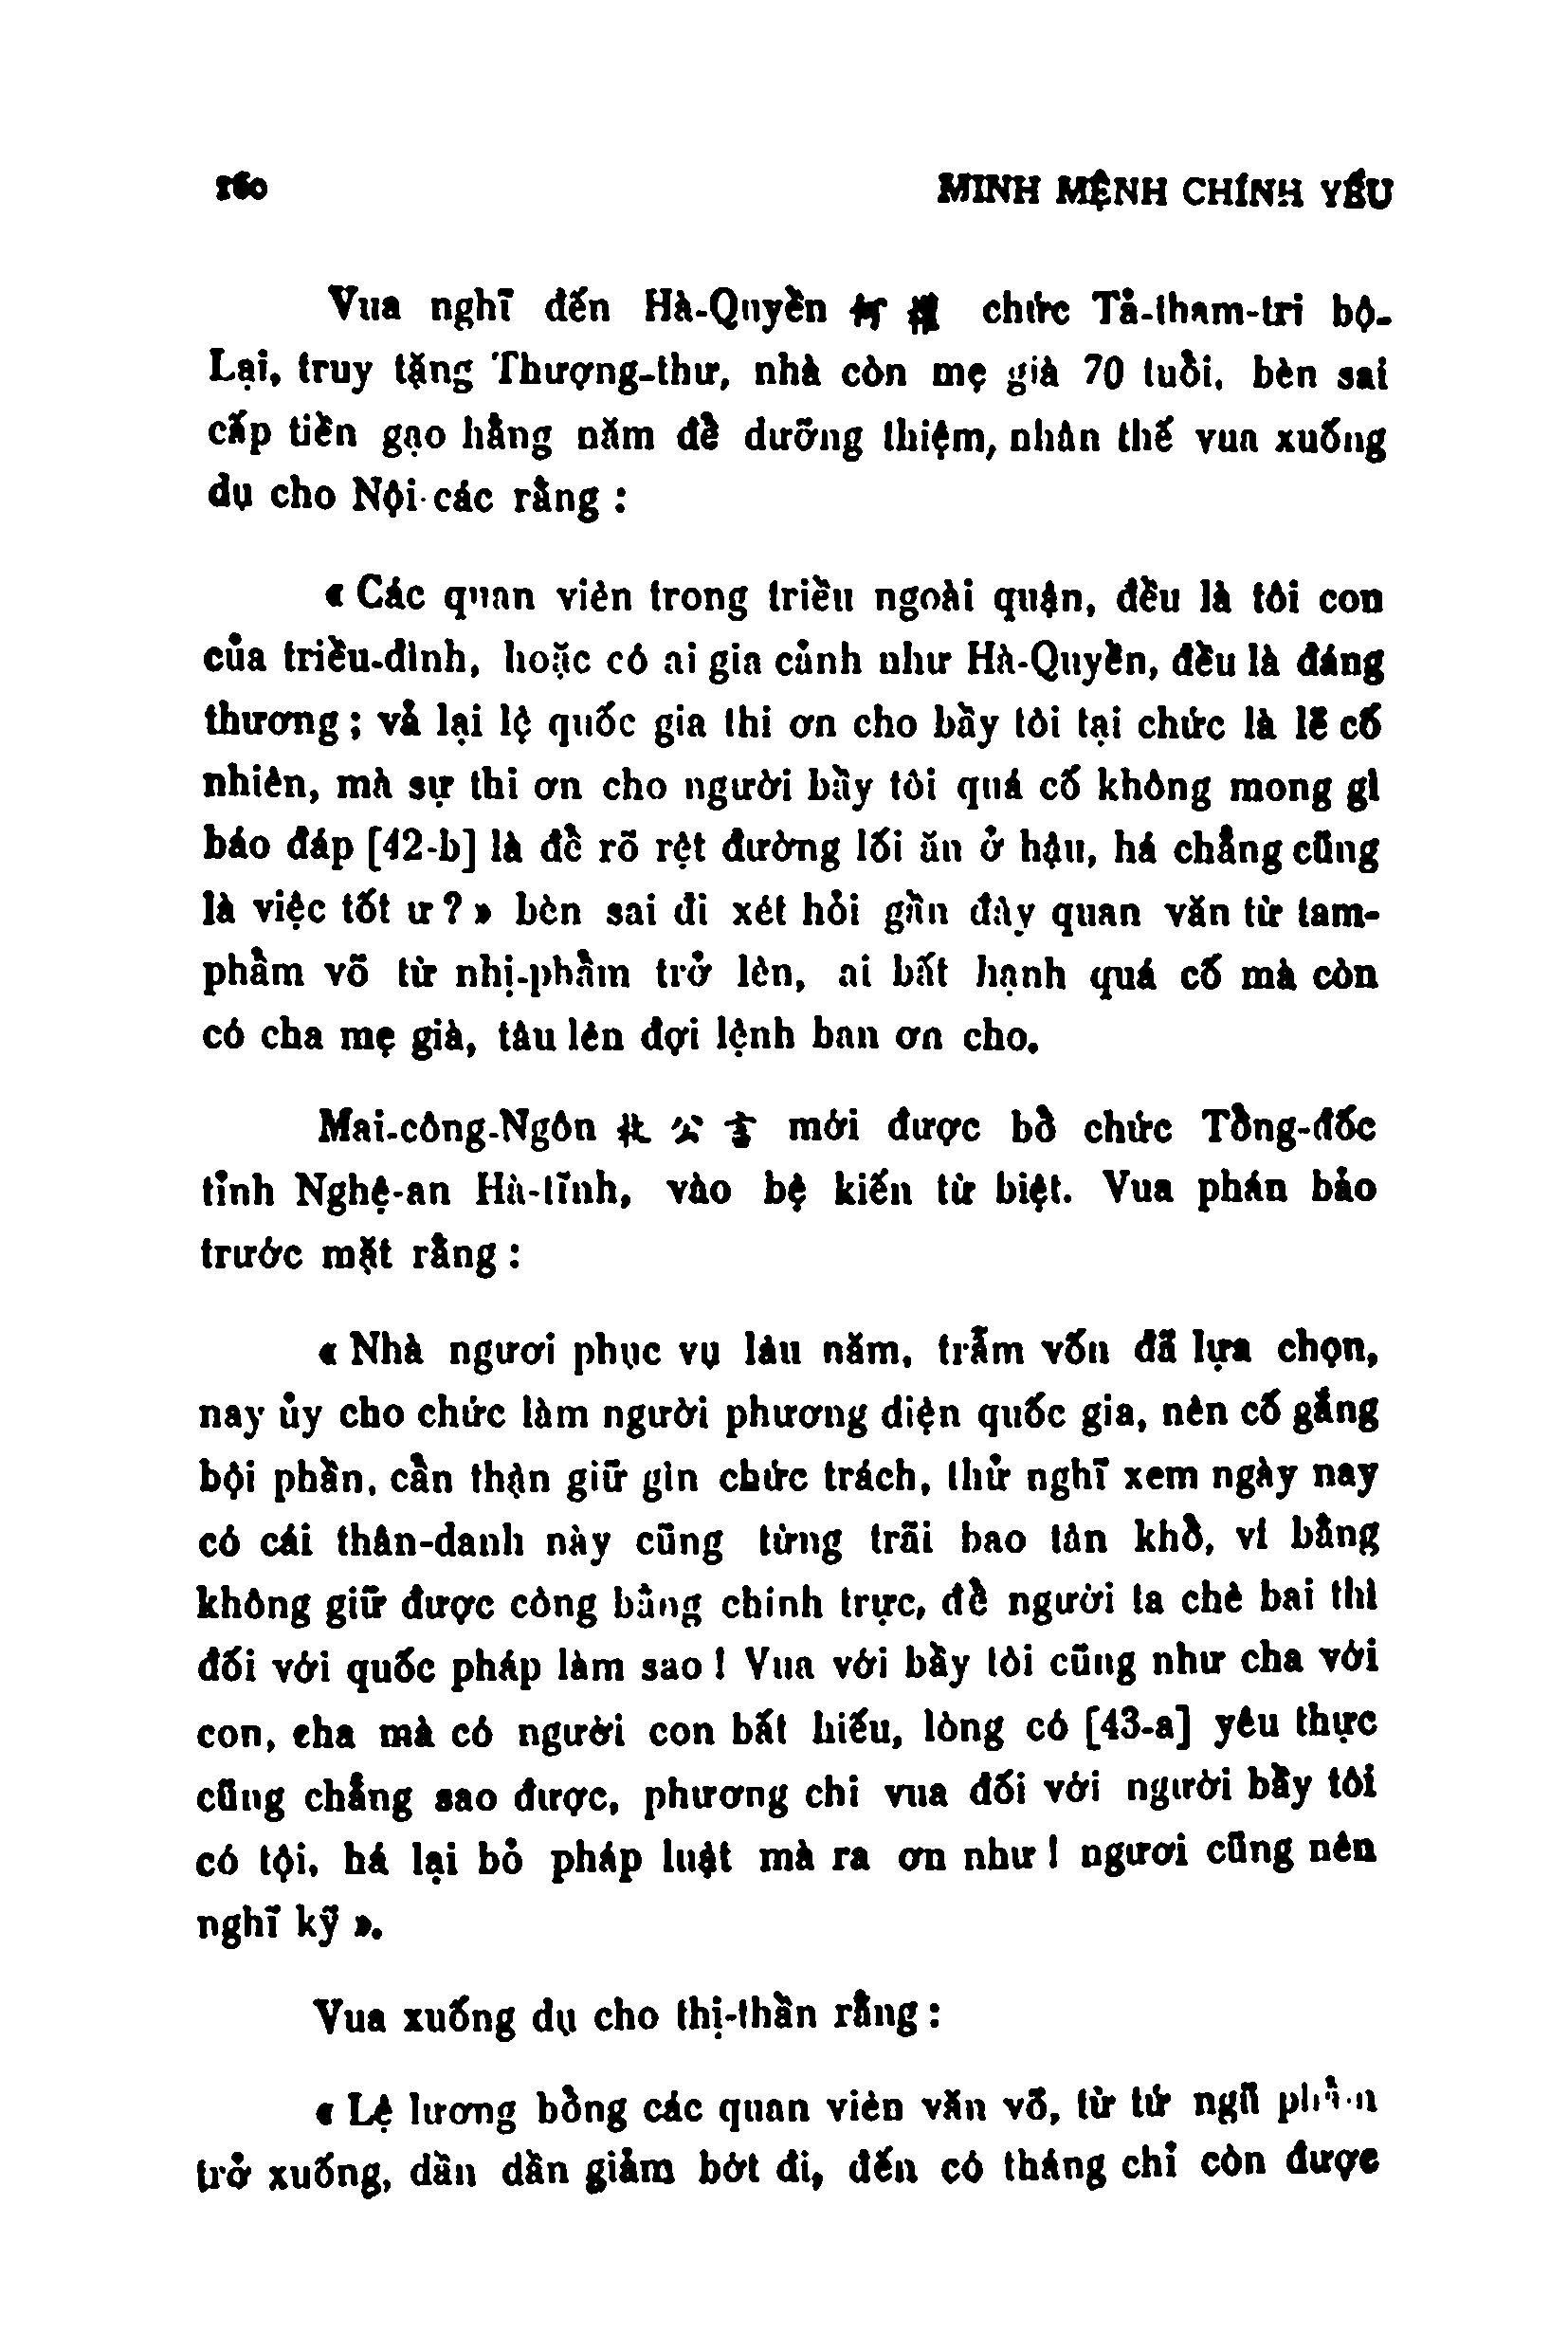 160 MINH MỆNH CHÍNH YẾU
Vua nghĩ đến Hà-Quyền 何 權 chức Tả-tham-tri bộ-
Lại, truy tặng Thượng-thư, nhà còn mẹ già 70 tuổi, bèn sai
cấp tiền gạo hằng năm để dưỡng thiệm, nhân thế vua xuống
dụ cho Nội-các rằng :
« Các quan viên trong triều ngoài quận, đều là tôi con
của triều-đình, hoặc có ai gia cảnh như Hà-Quyền, đều là đáng
thương ; vả lại lệ quốc gia thi ơn cho bầy tôi tại chức là lẽ cố
nhiên, mà sự thi ơn cho người bầy tôi quá cố không mong gì
báo đáp [42-b] là để rõ rệt đường lối ăn ở hậu, há chẳng cũng
là việc tốt ư ? » bèn sai đi xét hỏi gần đây quan văn từ tam-
phẩm võ từ nhị-phẩm trở lên, ai bất hạnh quá cố mà còn
có cha mẹ già, tâu lên đợi lệnh ban ơn cho.
Mai-công-Ngôn 枚 公 言 mới được bổ chức Tổng-đốc
tỉnh Nghệ-an Hà-tĩnh, vào bệ kiến từ biệt. Vua phán bảo
trước mặt rằng :
« Nhà ngươi phục vụ lâu năm, trẫm vốn đã lựa chọn,
nay ủy cho chức làm người phương diện quốc gia, nên cố gắng
bội phần, cẩn thận giữ gìn chức trách, thử nghĩ xem ngày nay
có cái thân-danh này cũng từng trãi bao tân khổ, ví bằng
không giữ được công bằng chính trực, để người ta chê bai thì
đối với quốc pháp làm sao ! Vua với bầy tôi cũng như cha với
con, cha mà có người con bất hiếu, lòng có [43-a] yêu thực
cũng chẳng sao được, phương chi vua đối với người bầy tôi
có tội, há lại bỏ pháp luật mà ra ơn như ! ngươi cũng nên
nghĩ kỹ ».
Vua xuống dụ cho thị-thần rằng :
« Lệ lương bổng các quan viên văn võ, từ tứ ngũ phẩm
trở xuống, dần dần giảm bớt đi, đến có tháng chỉ còn được